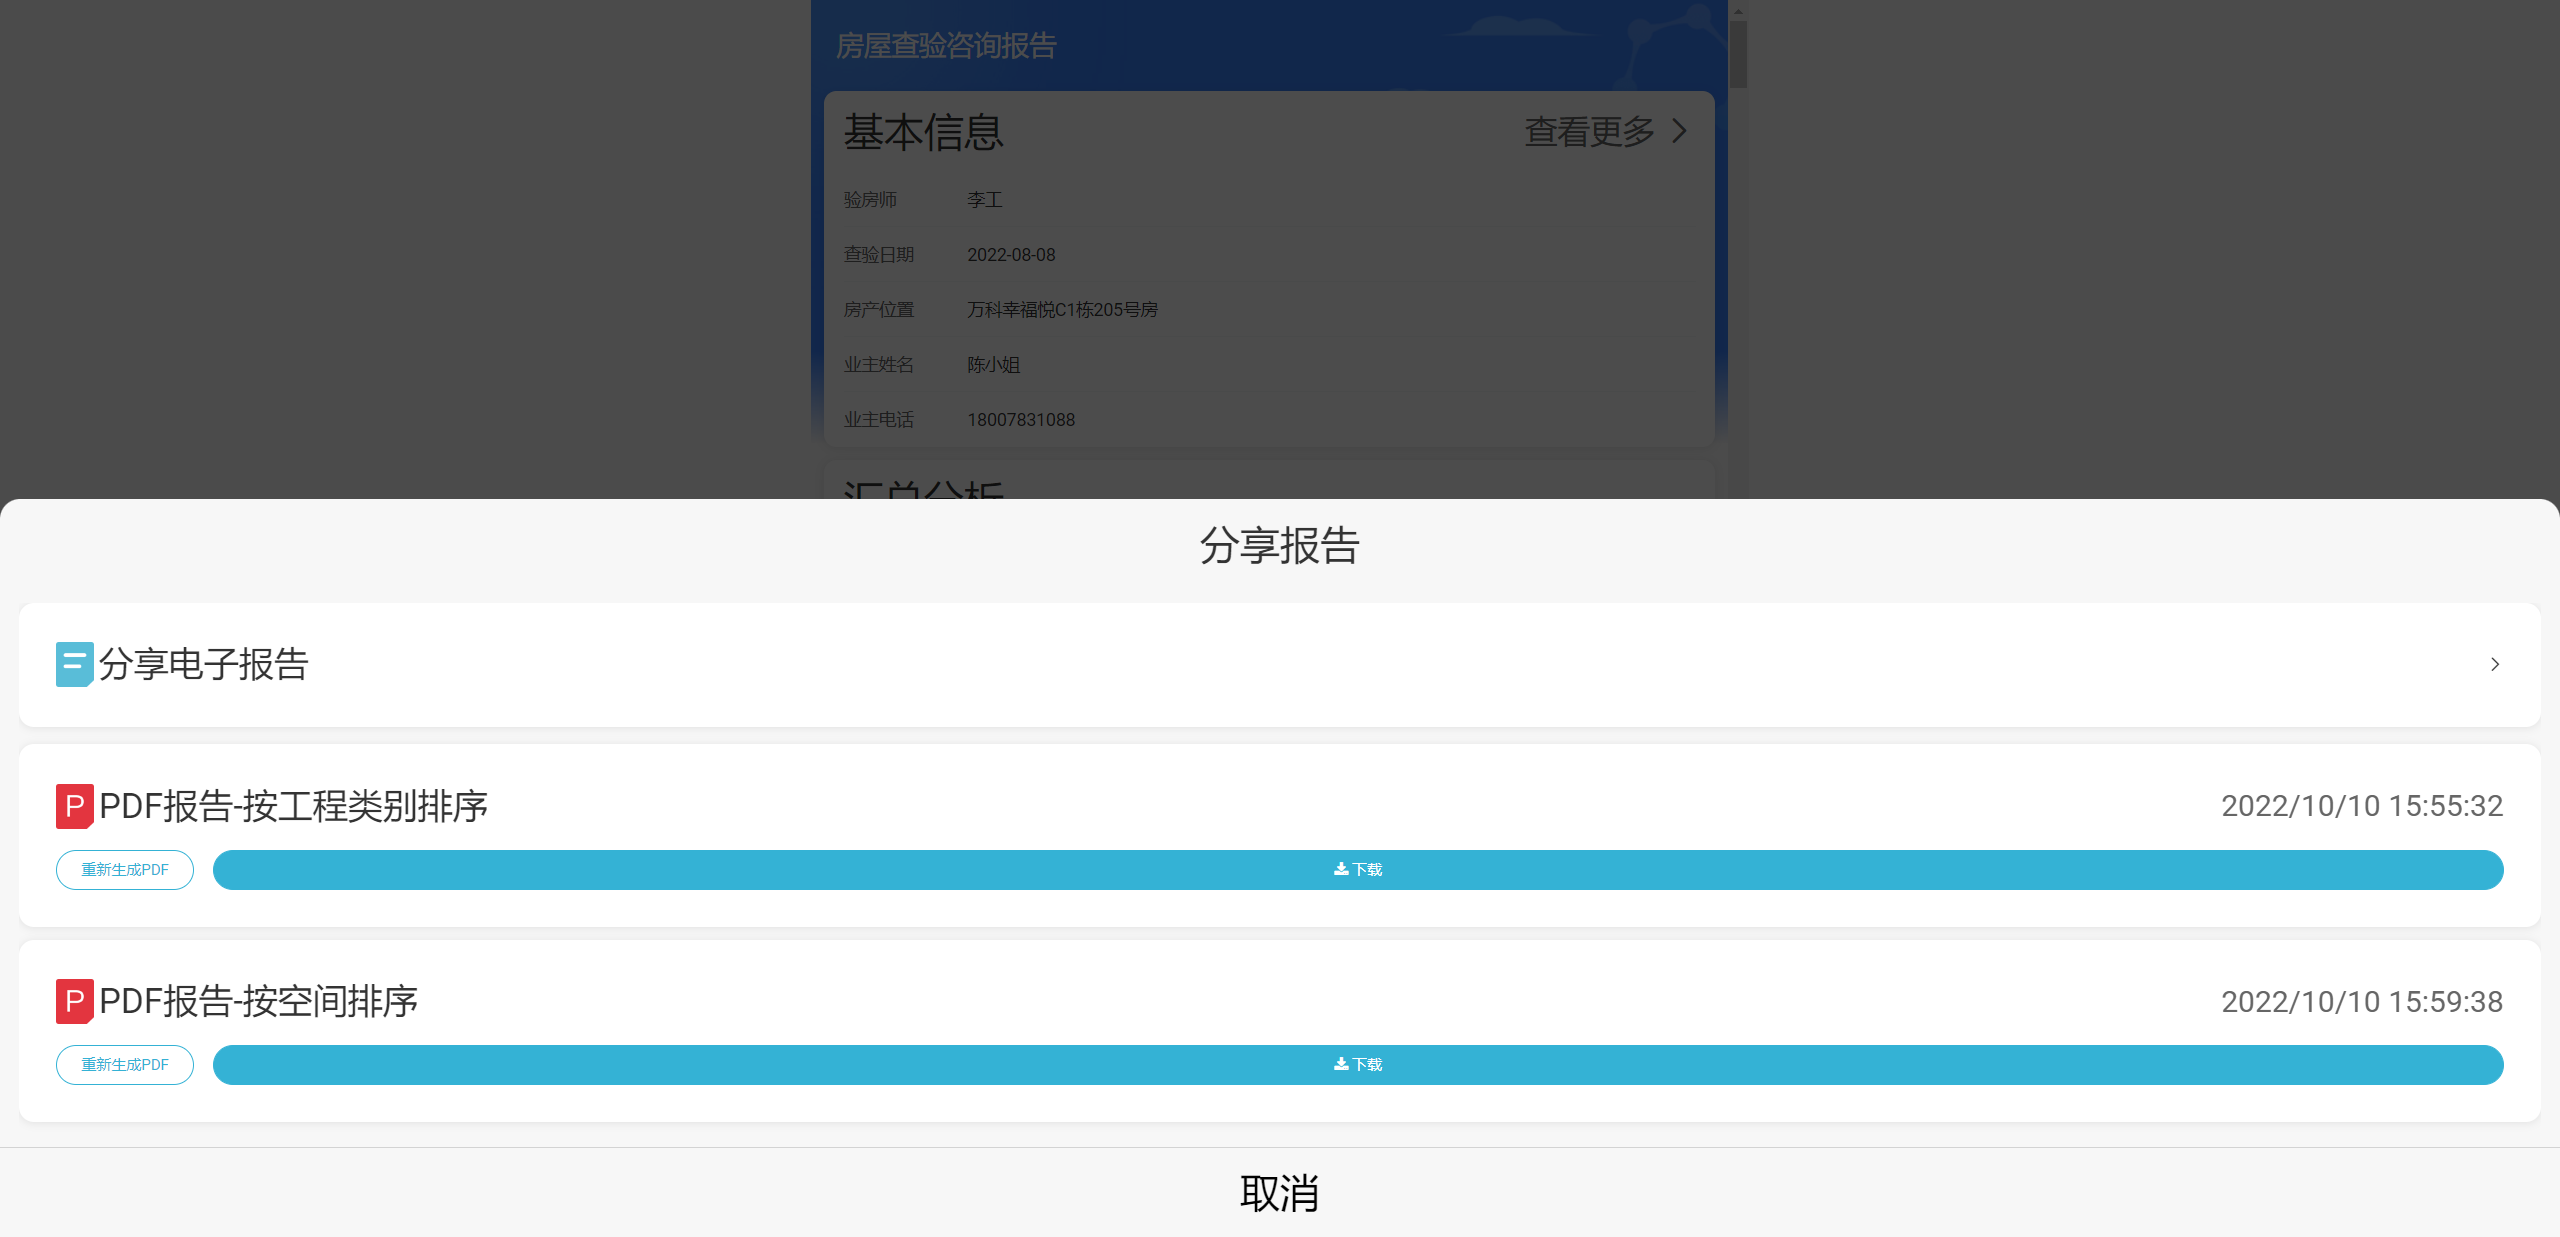 房屋查验咨询报告
基本信息
查看更多
验房师 李工
查验日期 2022-08-08
房产位置 万科幸福悦C1栋205号房
业主姓名 陈小姐
业主电话 18007831088
汇总分析
分享报告
分享电子报告
P PDF报告-按工程类别排序 2022/10/10 15:55:32
重新生成PDF 下载
P PDF报告-按空间排序 2022/10/10 15:59:38
重新生成PDF 下载
取消